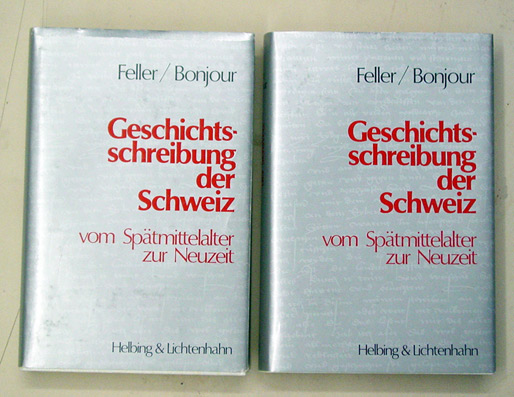 Feller/Bonjour
Geschichts-
schreibung
der
Schweiz
vom Spätmittelalter
zur Neuzeit
Helbing & Lichtenhahn
Feller/Bonjour
Geschichts-
schreibung
der
Schweiz
vom Spätmittelalter
zur Neuzeit
Helbing & Lichtenhahn